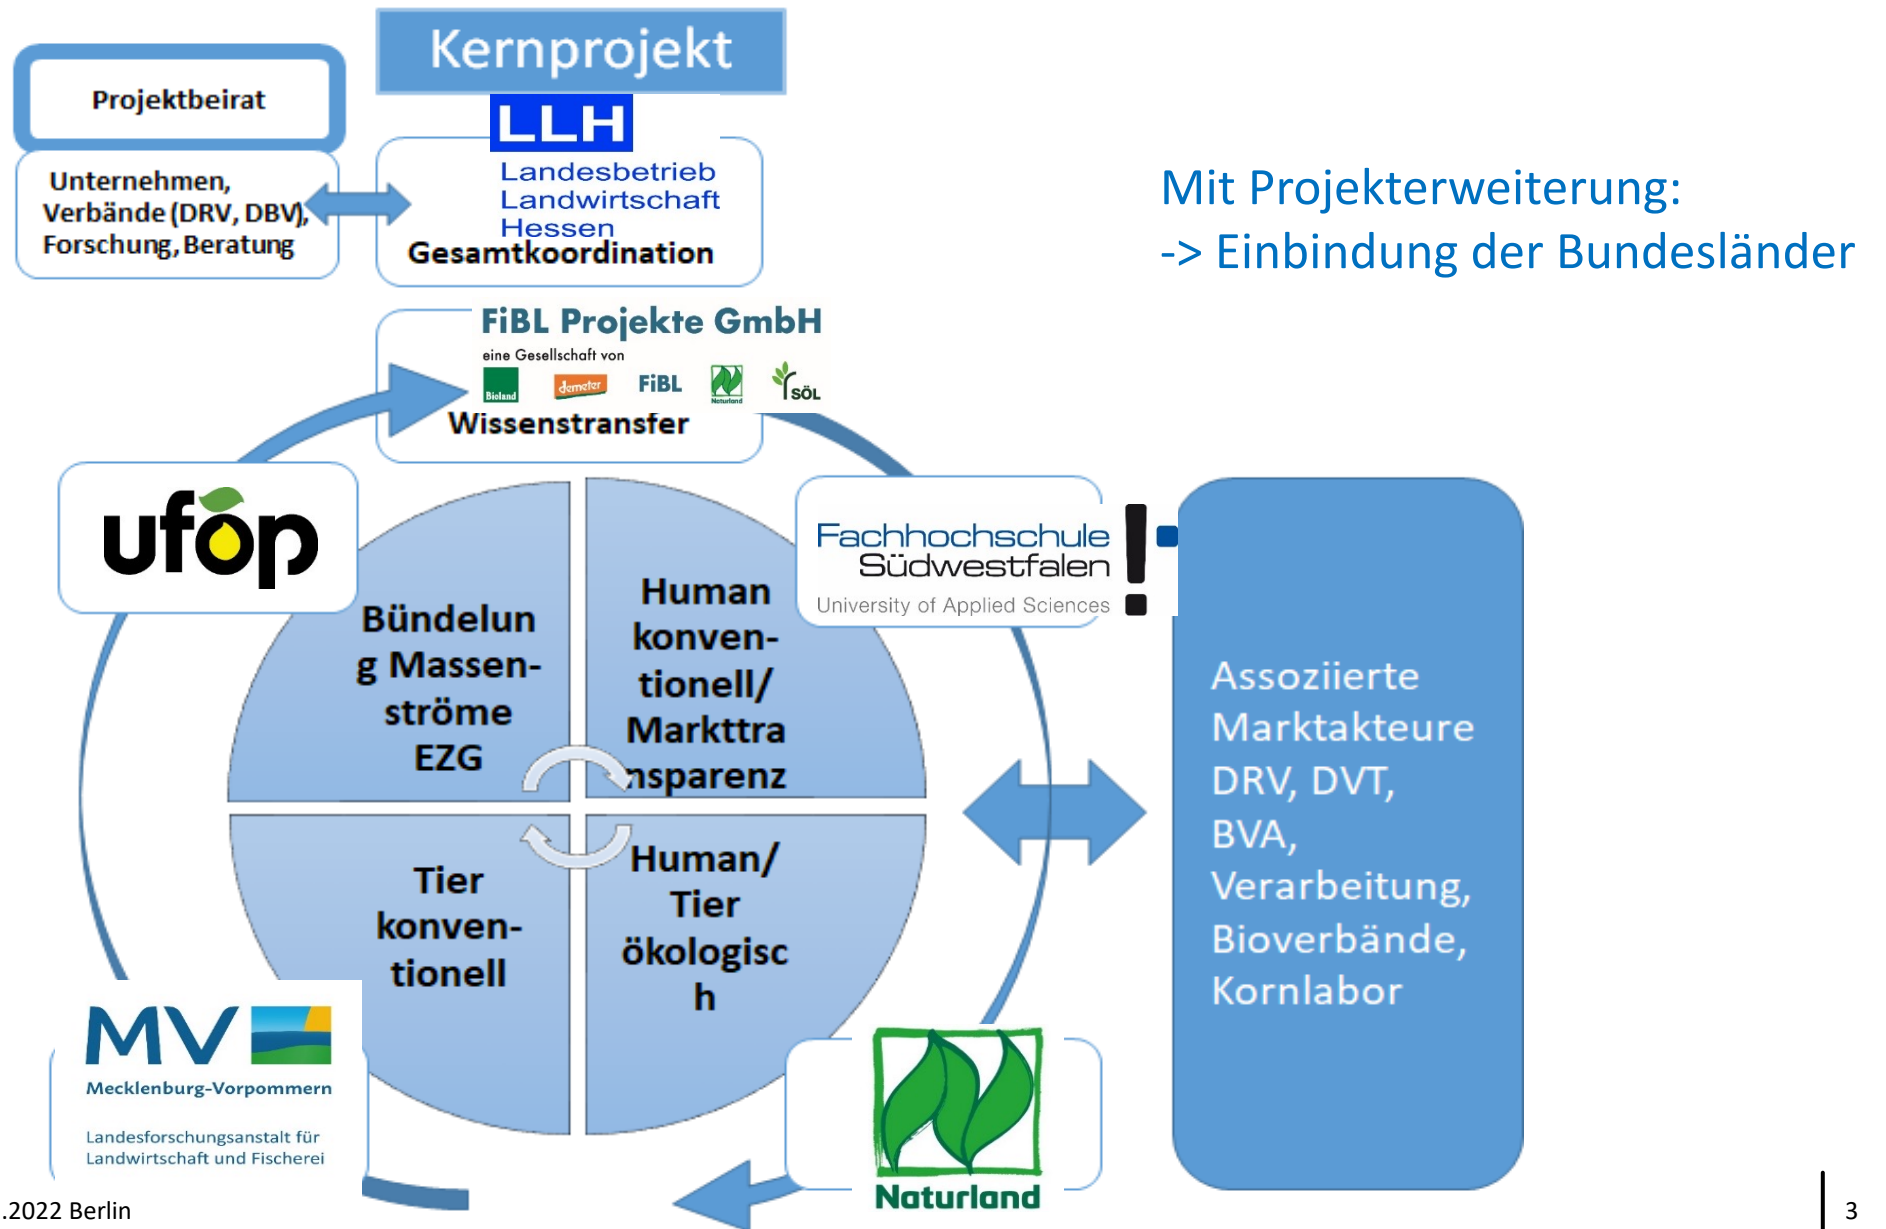 Kernprojekt
Projektbeirat
Unternehmen,
Verbände (DRV, DBV),
Forschung, Beratung
LLH
Landesbetrieb
Landwirtschaft
Hessen
Gesamtkoordination
Mit Projekterweiterung:
-> Einbindung der Bundesländer
FiBL Projekte GmbH
eine Gesellschaft von
Bioland
demeter
FiBL
Naturland
SÖL
Wissenstransfer
ufop
Fachhochschule
Südwestfalen
University of Applied Sciences
Bündelun
g Massen-
ströme
EZG
Human
konven-
tionell/
Markttra
nsparenz
Tier
konven-
tionell
Human/
Tier
ökologisc
h
Assoziierte
Marktakteure
DRV, DVT,
BVA,
Verarbeitung,
Bioverbände,
Kornlabor
MV
Mecklenburg-Vorpommern
Landesforschungsanstalt für
Landwirtschaft und Fischerei
Naturland
.2022 Berlin
3